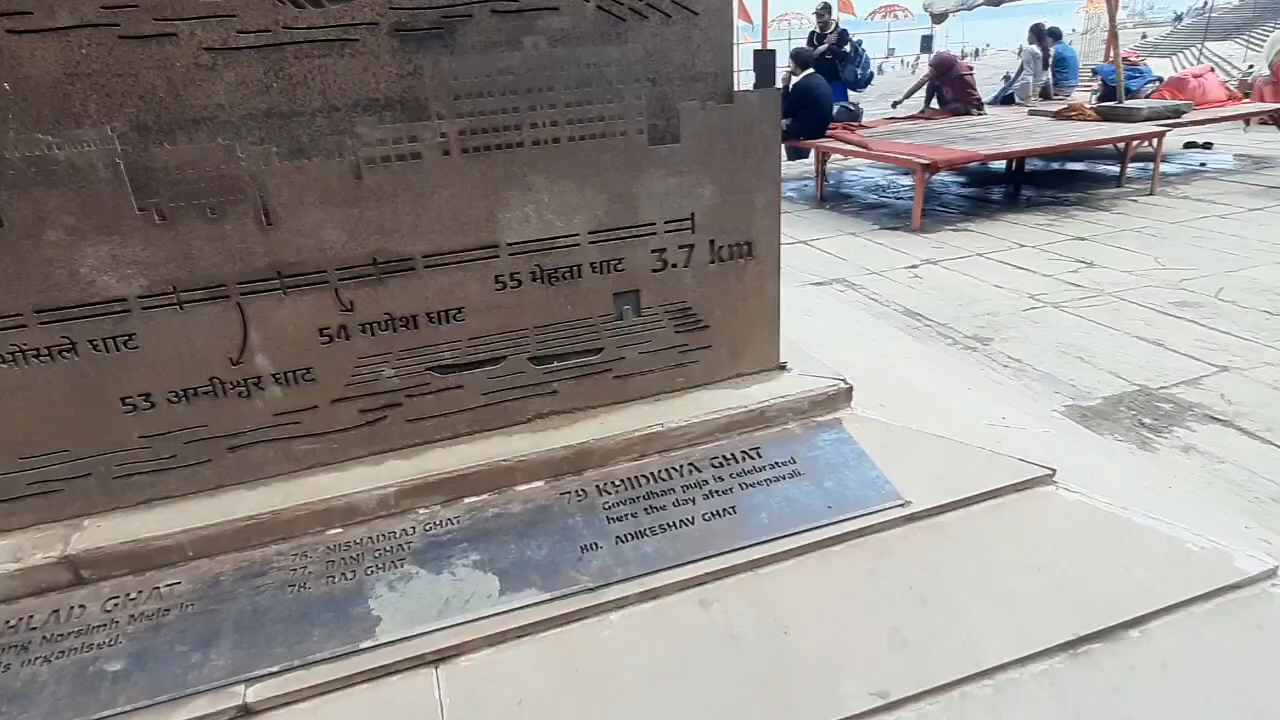 3.7 km
55 मेहता घाट
54 गणेश घाट
भोंसले घाट
53 अग्नीश्वर घाट
HLAD GHAT
ong Narsimh Mela in
is organised.
76. NISHADRAJ GHAT
77. RANI GHAT
78. RAJ GHAT
79 KHIDKIYA GHAT
Govardhan puja is celebrated
here the day after Deepavali.
80. ADIKESHAV GHAT